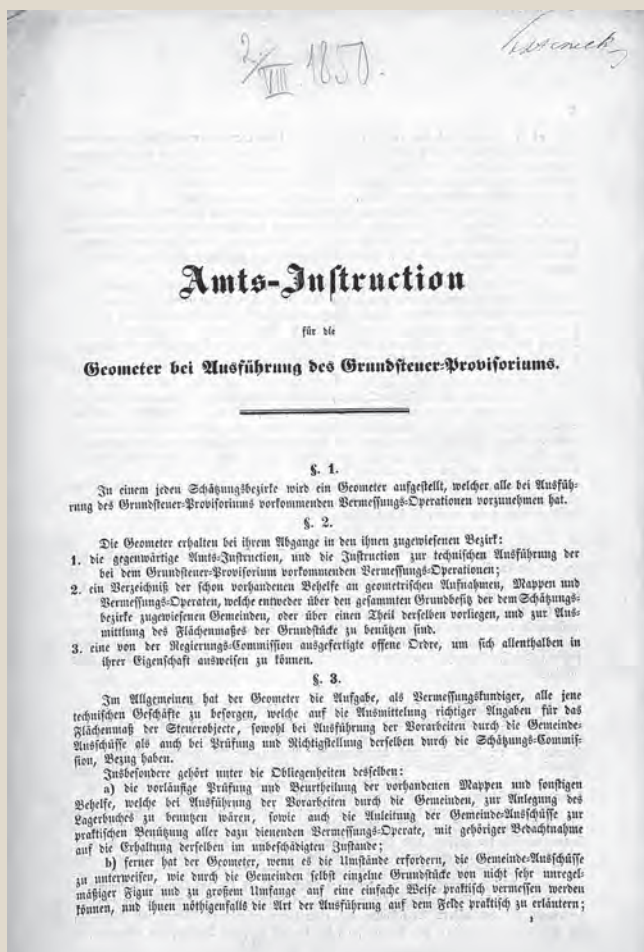 2/VIII. 1850.
Amts-Instruction
für die
Geometer bei Ausführung des Grundsteuer-Provisoriums.
§. 1.
In einem jeden Schätzungsbezirke wird ein Geometer aufgestellt, welcher alle bei Ausfüh-
rung des Grundsteuer-Provisoriums vorkommenden Vermessungs-Operationen vorzunehmen hat.
§. 2.
Die Geometer erhalten bei ihrem Abgange in den ihnen zugewiesenen Bezirk:
1. die gegenwärtige Amts-Instruction, und die Instruction zur technischen Ausführung der
bei dem Grundsteuer-Provisorium vorkommenden Vermessungs-Operationen;
2. ein Verzeichniß der schon vorhandenen Behelfe an geometrischen Aufnahmen, Mappen und
Vermessungs-Operaten, welche entweder über den gesammten Grundbesitz der dem Schätzungs-
bezirke zugewiesenen Gemeinden, oder über einen Theil derselben vorliegen, und zur Aus-
mittlung des Flächenmaßes der Grundstücke zu benützen sind.
3. eine von der Regierungs-Commission ausgefertigte offene Ordre, um sich allenthalben in
ihrer Eigenschaft ausweisen zu können.
§. 3.
Im Allgemeinen hat der Geometer die Aufgabe, als Vermessungskundiger, alle jene
technischen Geschäfte zu besorgen, welche auf die Ausmittelung richtiger Angaben für das
Flächenmaß der Steuerobjecte, sowohl bei Ausführung der Vorarbeiten durch die Gemeinde-
Ausschüsse als auch bei Prüfung und Richtigstellung derselben durch die Schätzungs-Commis-
sion, Bezug haben.
Insbesondere gehört unter die Obliegenheiten desselben:
a) die vorläufige Prüfung und Beurtheilung der vorhandenen Mappen und sonstigen
Behelfe, welche bei Ausführung der Vorarbeiten durch die Gemeinden, zur Anlegung des
Lagerbuches zu benutzen wären, sowie auch die Anleitung der Gemeinde-Ausschüsse zur
praktischen Benützung aller dazu dienenden Vermessungs-Operate, mit gehöriger Bedachtnahme
auf die Erhaltung derselben im unbeschädigten Zustande;
b) ferner hat der Geometer, wenn es die Umstände erfordern, die Gemeinde-Ausschüsse
zu unterweisen, wie durch die Gemeinden selbst einzelne Grundstücke von nicht sehr unregel-
mäßiger Figur und zu großem Umfange auf eine einfache Weise praktisch vermessen werden
können, und ihnen nöthigenfalls die Art der Ausführung auf dem Felde praktisch zu erläutern;
1